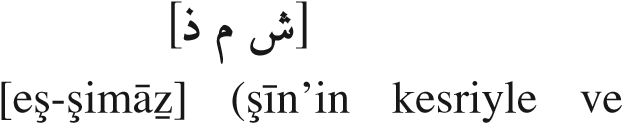 [ش م ذ]
[eş-şimāẕ] (şīn’in kesriyle ve